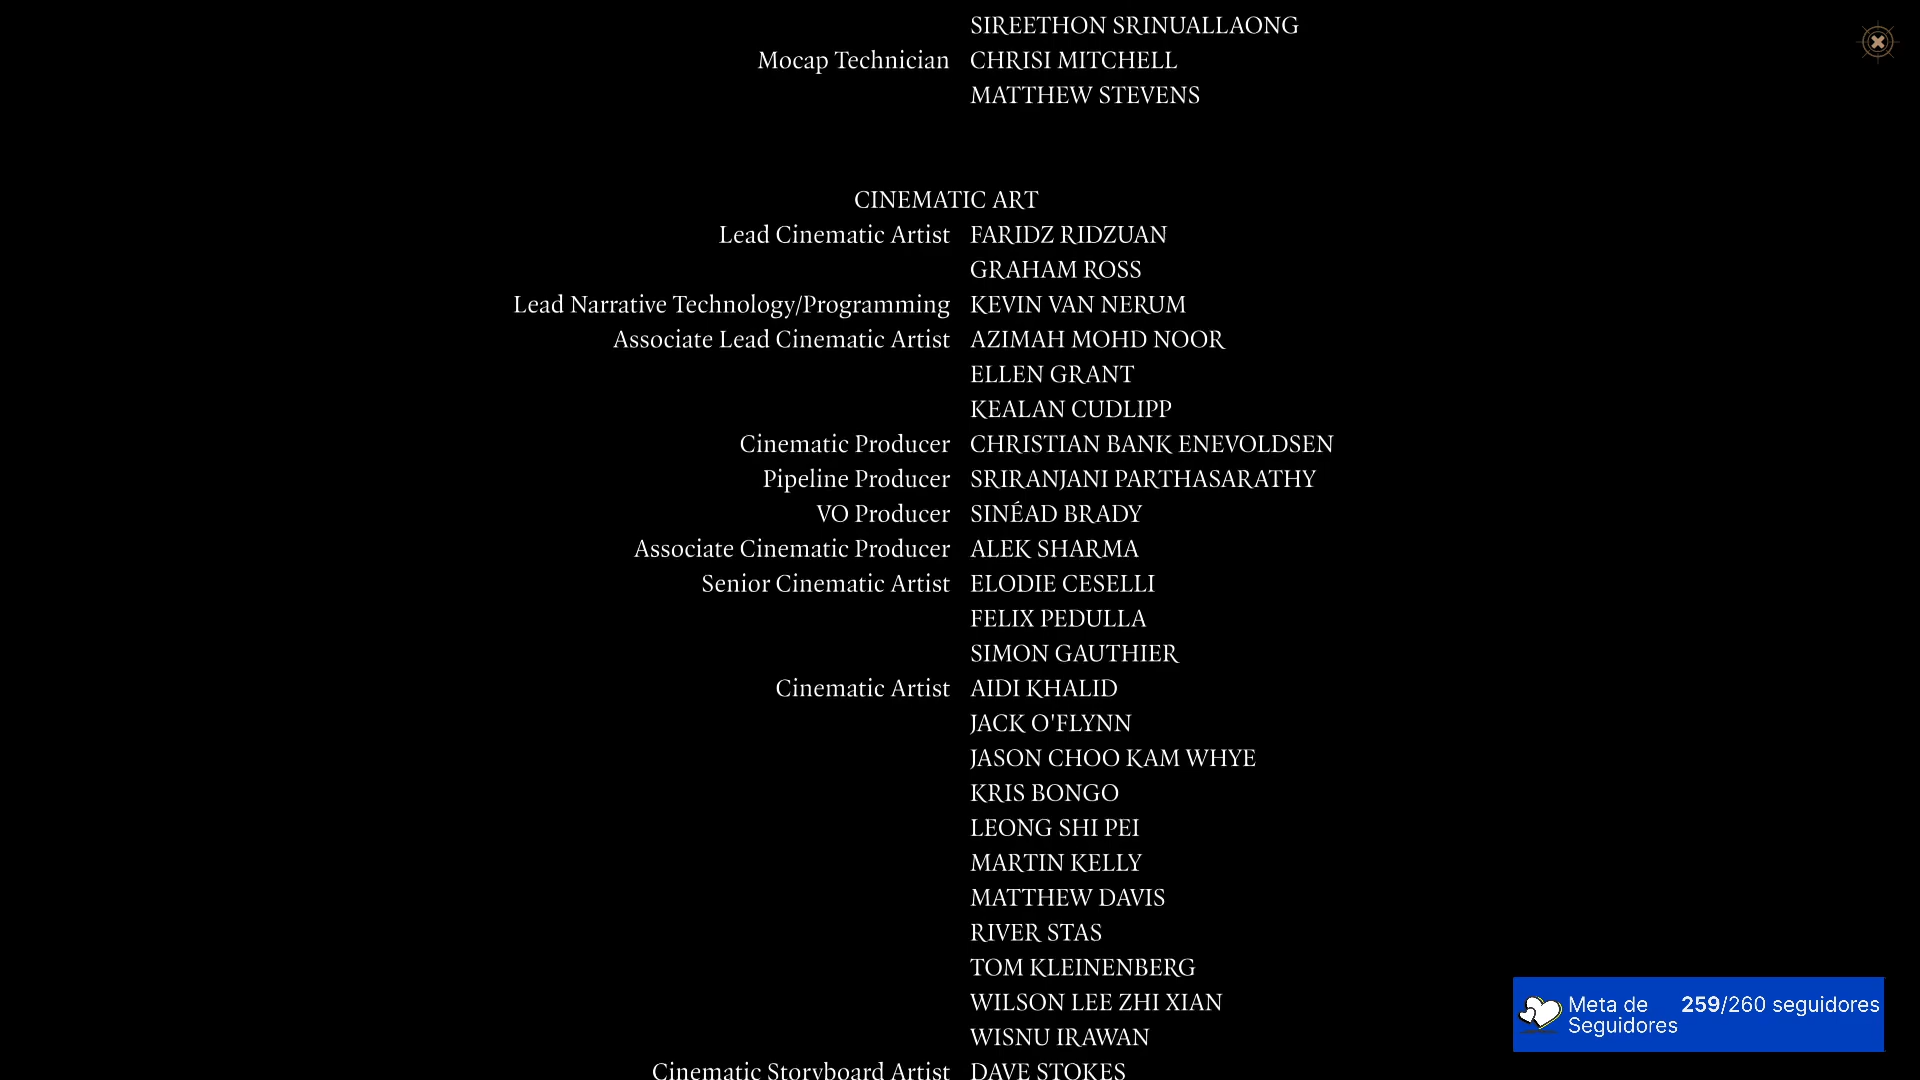 SIREETHON SRINUALLAONG
Mocap Technician CHRISI MITCHELL
MATTHEW STEVENS
CINEMATIC ART
Lead Cinematic Artist FARIDZ RIDZUAN
GRAHAM ROSS
Lead Narrative Technology/Programming KEVIN VAN NERUM
Associate Lead Cinematic Artist AZIMAH MOHD NOOR
ELLEN GRANT
KEALAN CUDLIPP
Cinematic Producer CHRISTIAN BANK ENEVOLDSEN
Pipeline Producer SRIRANJANI PARTHASARATHY
VO Producer SINÉAD BRADY
Associate Cinematic Producer ALEK SHARMA
Senior Cinematic Artist ELODIE CESELLI
FELIX PEDULLA
SIMON GAUTHIER
Cinematic Artist AIDI KHALID
JACK O'FLYNN
JASON CHOO KAM WHYE
KRIS BONGO
LEONG SHI PEI
MARTIN KELLY
MATTHEW DAVIS
RIVER STAS
TOM KLEINENBERG
WILSON LEE ZHI XIAN
WISNU IRAWAN
Cinematic Storyboard Artist DAVE STOKES
Meta de Seguidores 259/260 seguidores